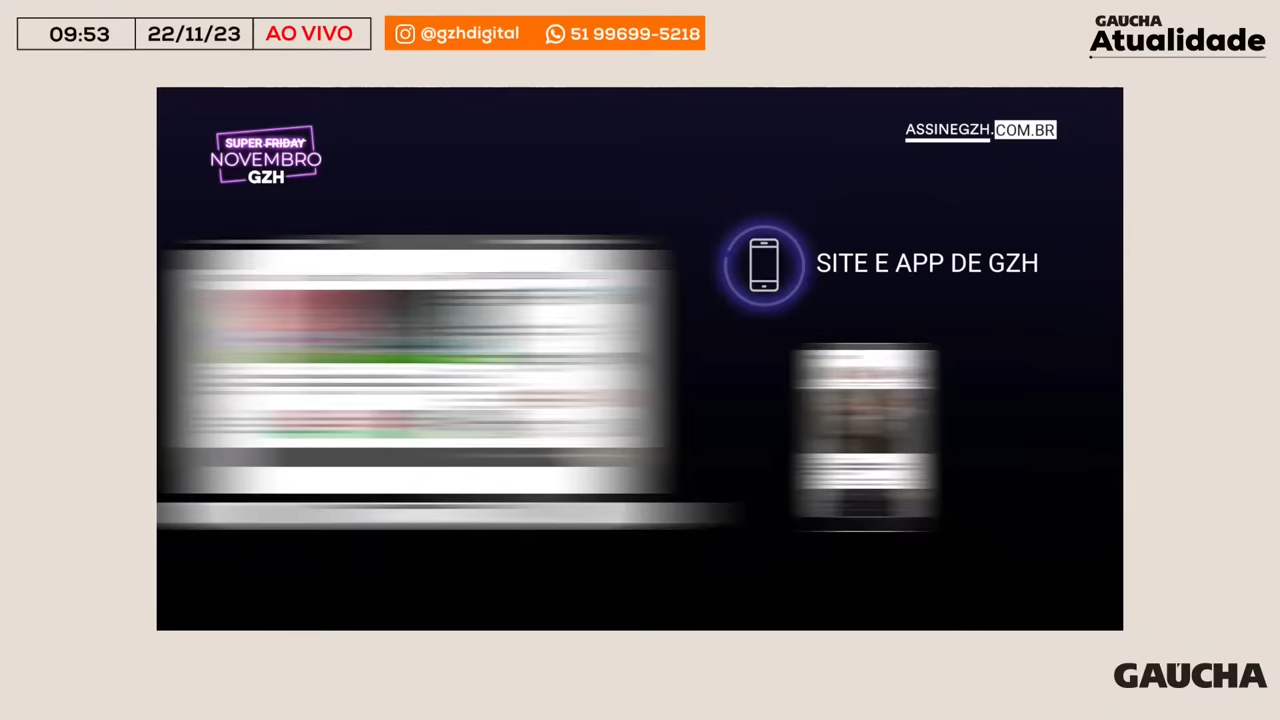 09:53
22/11/23
AO VIVO
@gzhdigital
51 99699-5218
GAUCHA
Atualidade
SUPER FRIDAY
NOVEMBRO
GZH
ASSINEGZH.COM.BR
SITE E APP DE GZH
GAÚCHA